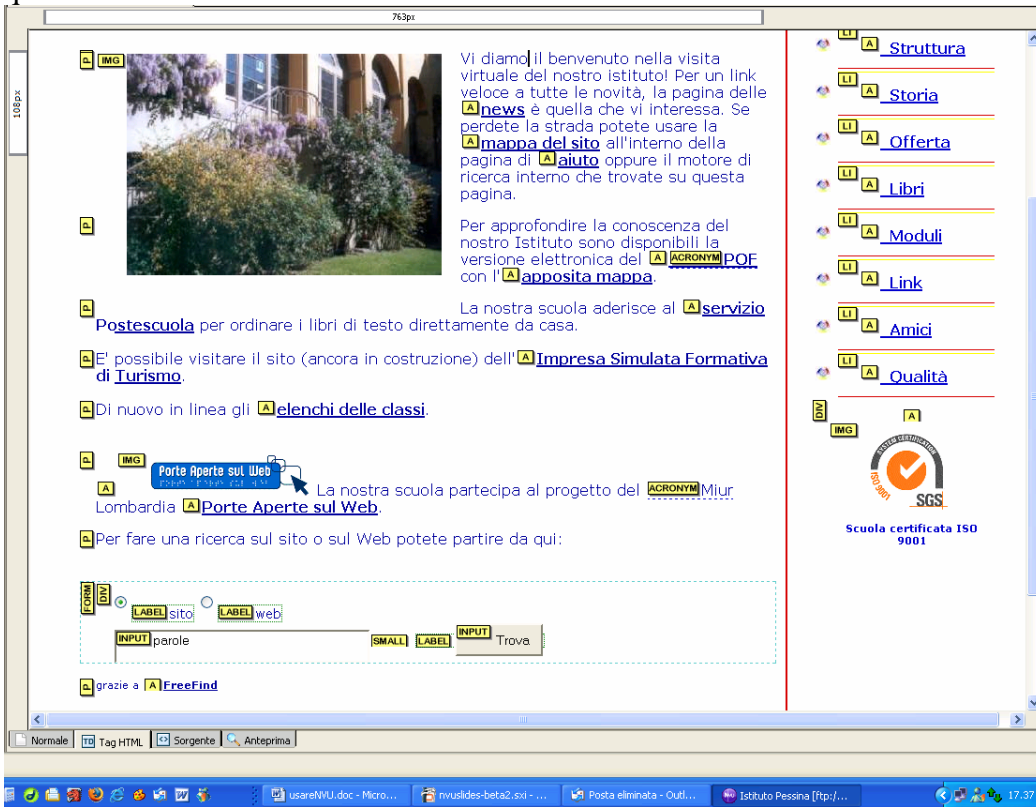 763px
108px
P IMG
Vi diamo il benvenuto nella visita
virtuale del nostro istituto! Per un link
veloce a tutte le novità, la pagina delle
A news è quella che vi interessa. Se
perdete la strada potete usare la
A mappa del sito all'interno della
pagina di A aiuto oppure il motore di
ricerca interno che trovate su questa
pagina.
P
Per approfondire la conoscenza del
nostro Istituto sono disponibili la
versione elettronica del A ACRONYM POF
con l'A apposita mappa.
P
La nostra scuola aderisce al A servizio
Postescuola per ordinare i libri di testo direttamente da casa.
P E' possibile visitare il sito (ancora in costruzione) dell'A Impresa Simulata Formativa
di Turismo.
P Di nuovo in linea gli A elenchi delle classi.
P IMG
Porte Aperte sul Web
A La nostra scuola partecipa al progetto del ACRONYM Miur
Lombardia A Porte Aperte sul Web.
P Per fare una ricerca sul sito o sul Web potete partire da qui:
FORM DIV
LABEL sito LABEL web
INPUT parole SMALL LABEL INPUT Trova
P grazie a A FreeFind
LI A Struttura
LI A Storia
LI A Offerta
LI A Libri
LI A Moduli
LI A Link
LI A Amici
LI A Qualità
DIV A
IMG
SYSTEM CERTIFICATION
ISO 9001
SGS
Scuola certificata ISO
9001
Normale TD Tag HTML Sorgente Anteprima
usareNVU.doc - Micro... nvuslides-beta2.sxi - ... Posta eliminata - Outl... Istituto Pessina [ftp:/... 17.37